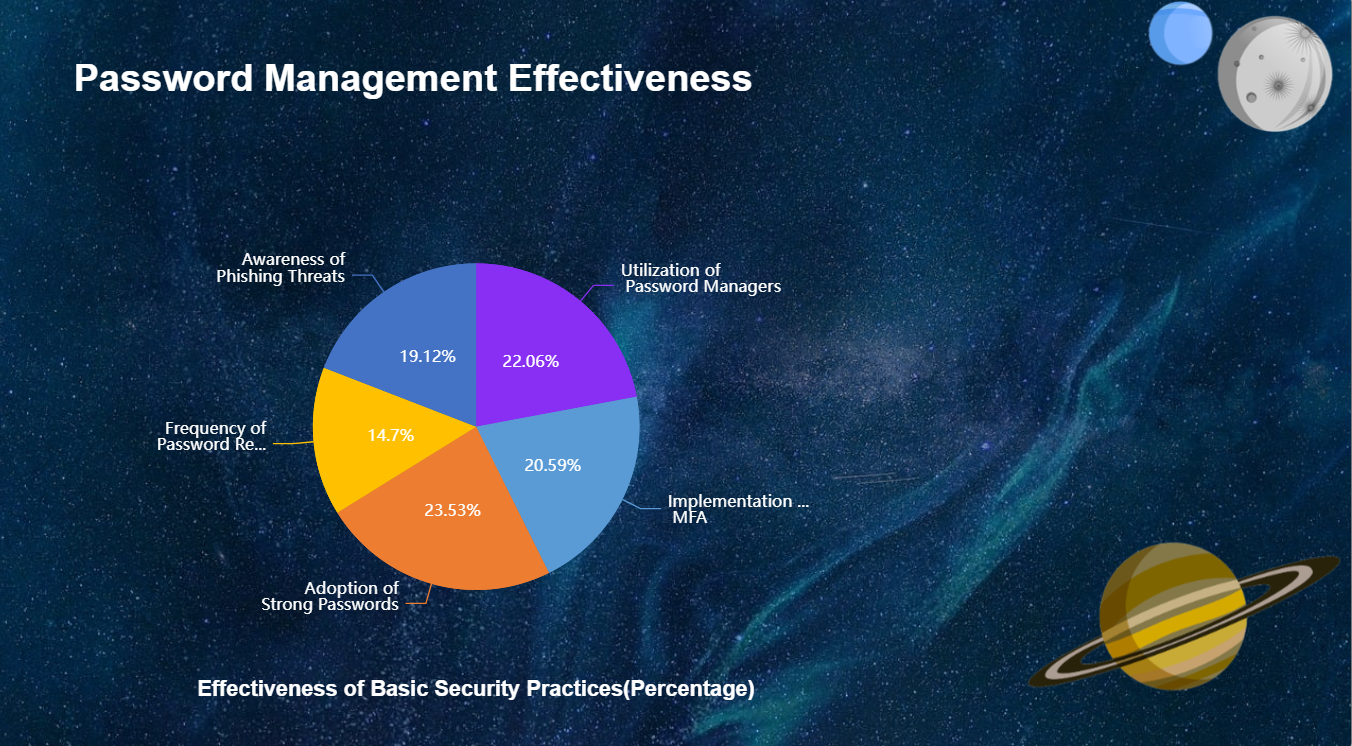 Password Management Effectiveness
Awareness of
Phishing Threats
Utilization of
Password Managers
19.12%
22.06%
Frequency of
Password Re...
14.7%
20.59%
Implementation ...
MFA
23.53%
Adoption of
Strong Passwords
Effectiveness of Basic Security Practices(Percentage)